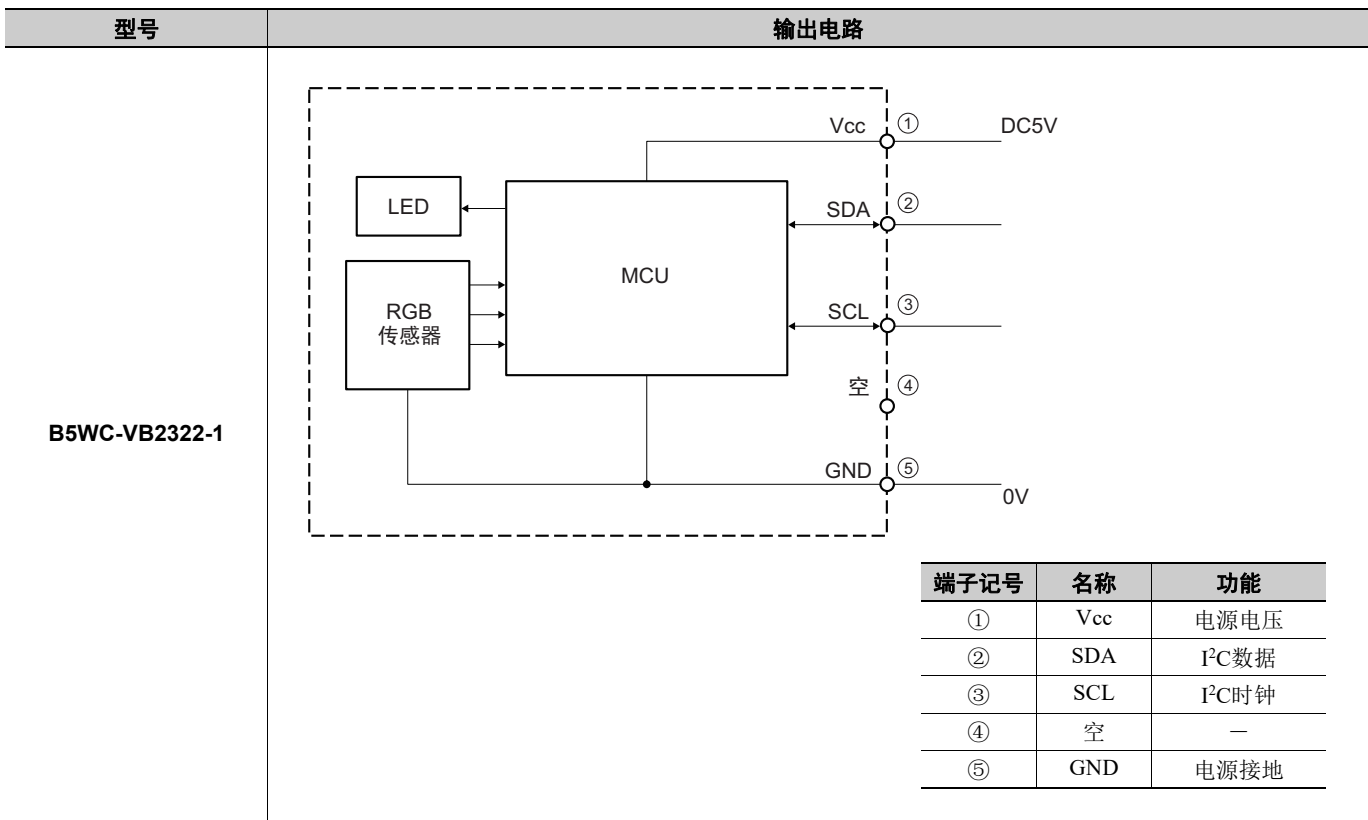 型号 输出电路
B5WC-VB2322-1
Vcc ① DC5V
LED
SDA ②
MCU
RGB
传感器
SCL ③
空 ④
GND ⑤
0V
端子记号 名称 功能
① Vcc 电源电压
② SDA I²C数据
③ SCL I²C时钟
④ 空 —
⑤ GND 电源接地